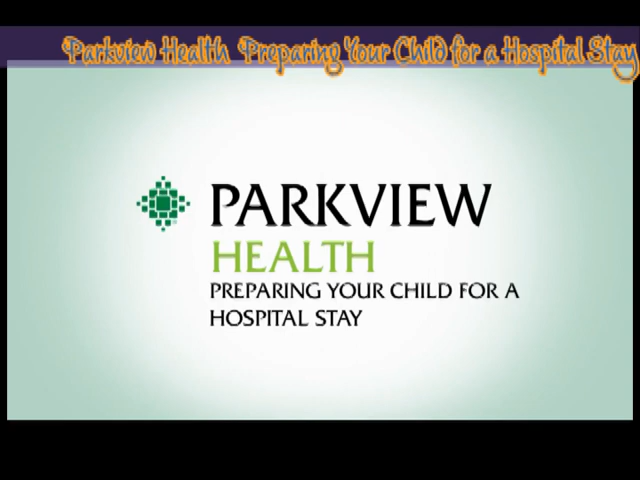 Parkview Health Preparing Your Child for a Hospital Stay
PARKVIEW
HEALTH
PREPARING YOUR CHILD FOR A
HOSPITAL STAY